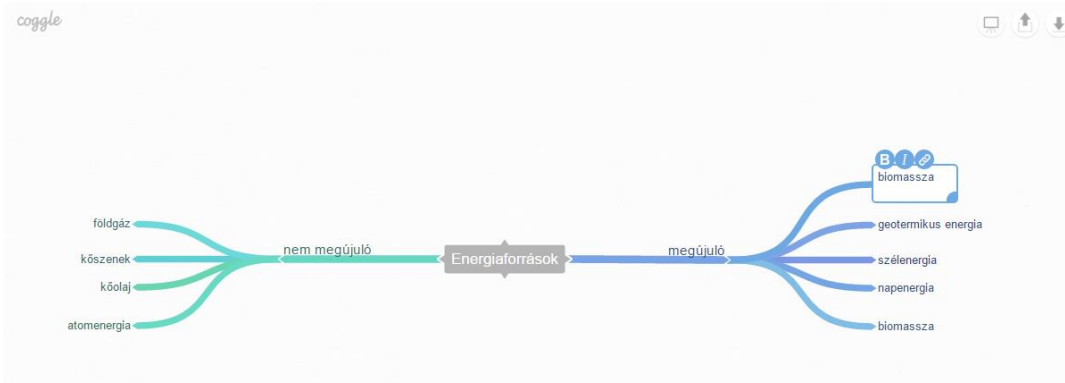 coggle
B I
biomassza
földgáz
geotermikus energia
nem megújuló
Energiaforrások
megújuló
kőszenek
szélenergia
kőolaj
napenergia
atomenergia
biomassza